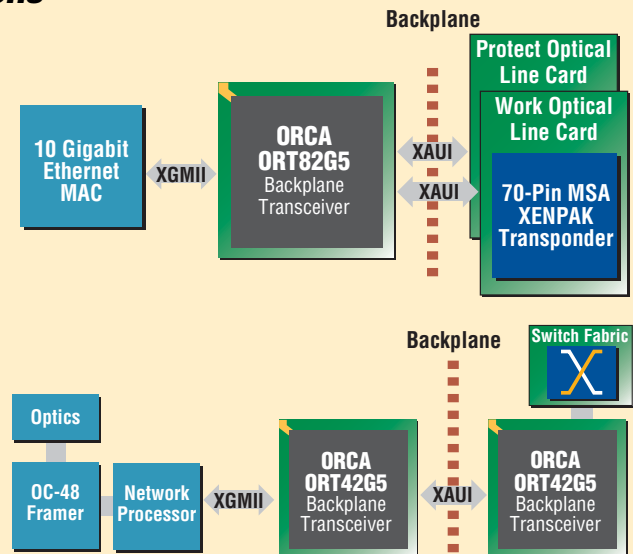 Backplane
Protect Optical
Line Card
Work Optical
Line Card
10 Gigabit
Ethernet
MAC
XGMII
ORCA
ORT82G5
Backplane
Transceiver
XAUI
XAUI
70-Pin MSA
XENPAK
Transponder
Backplane
Switch Fabric
Optics
OC-48
Framer
Network
Processor
XGMII
ORCA
ORT42G5
Backplane
Transceiver
XAUI
ORCA
ORT42G5
Backplane
Transceiver